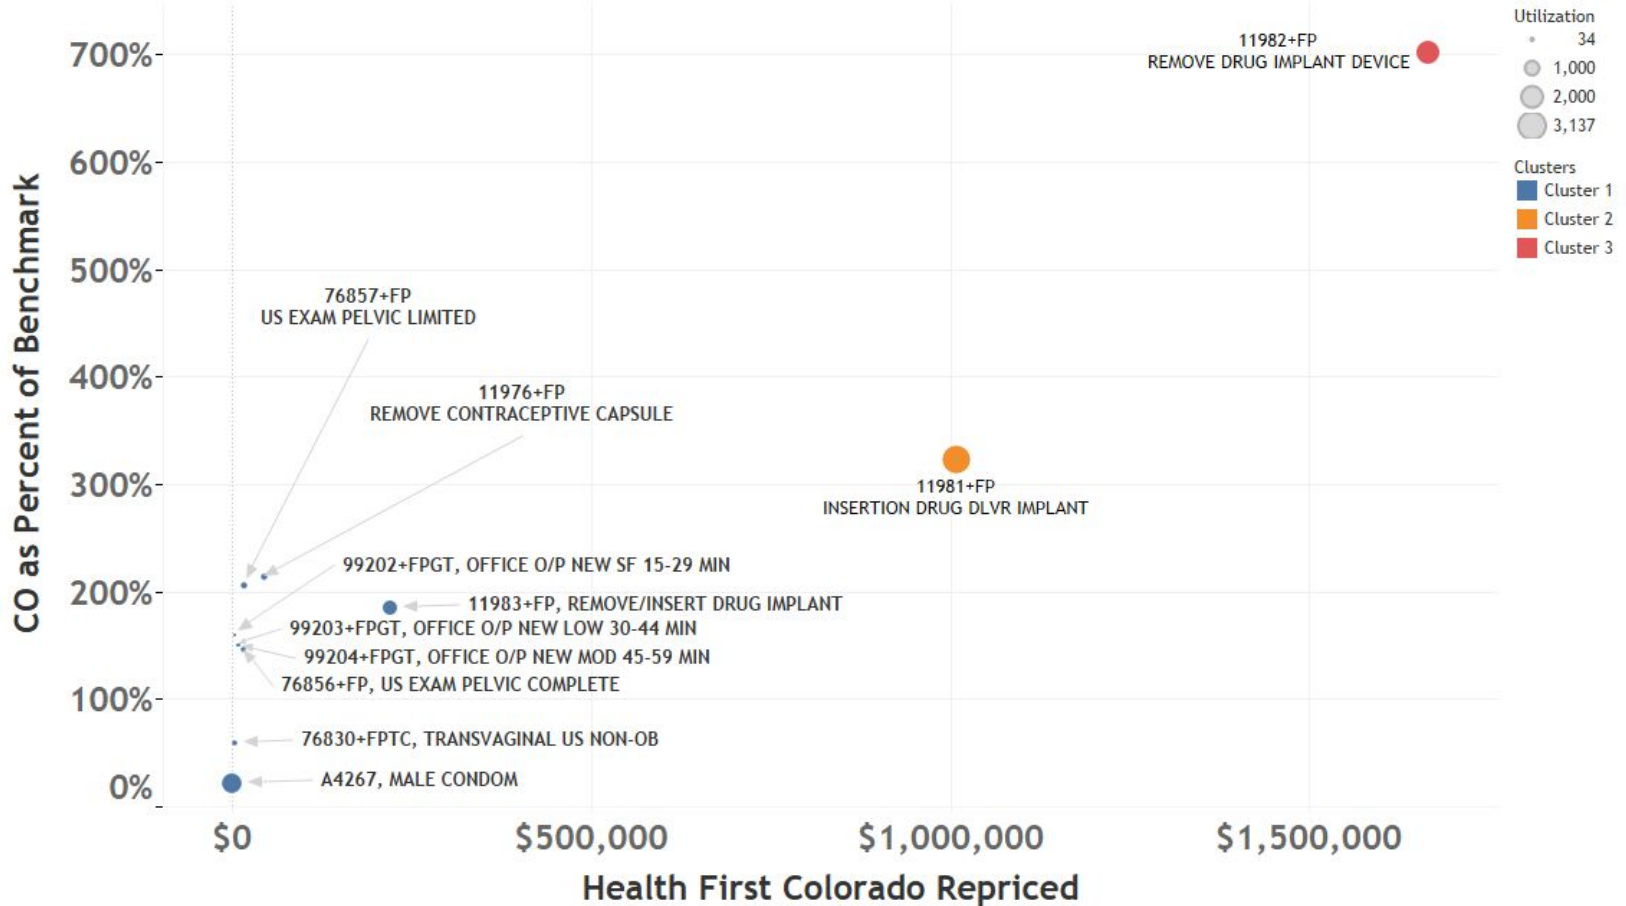 CO as Percent of Benchmark
700%
600%
500%
400%
300%
200%
100%
0%
11982+FP
REMOVE DRUG IMPLANT DEVICE
76857+FP
US EXAM PELVIC LIMITED
11976+FP
REMOVE CONTRACEPTIVE CAPSULE
11981+FP
INSERTION DRUG DLVR IMPLANT
99202+FPGT, OFFICE O/P NEW SF 15-29 MIN
11983+FP, REMOVE/INSERT DRUG IMPLANT
99203+FPGT, OFFICE O/P NEW LOW 30-44 MIN
99204+FPGT, OFFICE O/P NEW MOD 45-59 MIN
76856+FP, US EXAM PELVIC COMPLETE
76830+FPTC, TRANSVAGINAL US NON-OB
A4267, MALE CONDOM
$0
$500,000
$1,000,000
$1,500,000
Health First Colorado Repriced
Utilization
34
1,000
2,000
3,137
Clusters
Cluster 1
Cluster 2
Cluster 3